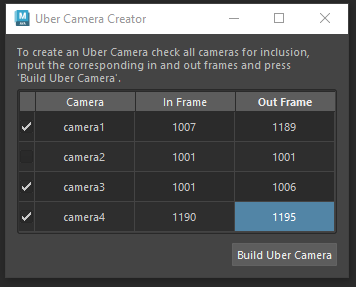 Uber Camera Creator
To create an Uber Camera check all cameras for inclusion,
input the corresponding in and out frames and press
'Build Uber Camera'.
Camera In Frame Out Frame
camera1 1007 1189
camera2 1001 1001
camera3 1001 1006
camera4 1190 1195
Build Uber Camera